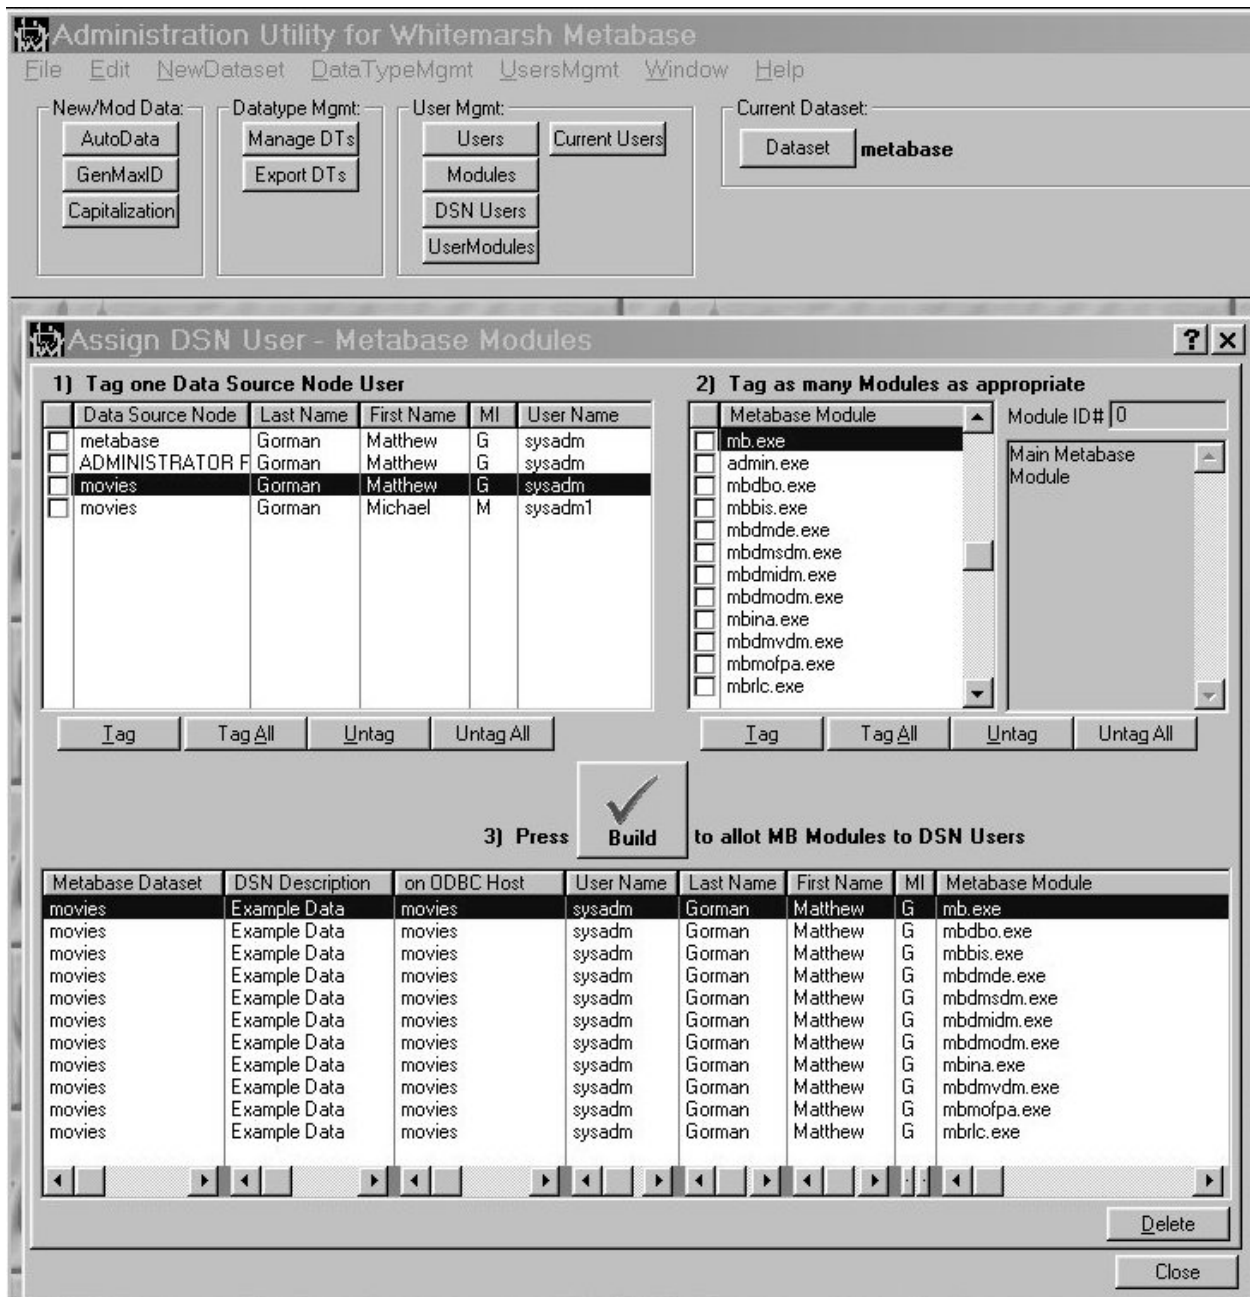 Administration Utility for Whitemarsh Metabase
File Edit NewDataset DataTypeMgmt UsersMgmt Window Help
New/Mod Data: Datatype Mgmt: User Mgmt: Current Dataset:
AutoData Manage DTs Users Current Users Dataset metabase
GenMaxID Export DTs Modules
Capitalization DSN Users
UserModules
Assign DSN User - Metabase Modules ?
1) Tag one Data Source Node User 2) Tag as many Modules as appropriate
Data Source Node Last Name First Name MI User Name Metabase Module Module ID# 0
metabase Gorman Matthew G sysadm mb.exe Main Metabase
ADMINISTRATOR F Gorman Matthew G sysadm admin.exe Module
movies Gorman Matthew G sysadm mbdbo.exe
movies Gorman Michael M sysadm1 mbbis.exe
mbdmde.exe
mbdmsdm.exe
mbdmidm.exe
mbdmodm.exe
mbina.exe
mbdmvdm.exe
mbmofpa.exe
mbrlc.exe
Tag Tag All Untag Untag All Tag Tag All Untag Untag All
3) Press Build to allot MB Modules to DSN Users
Metabase Dataset DSN Description on ODBC Host User Name Last Name First Name MI Metabase Module
movies Example Data movies sysadm Gorman Matthew G mb.exe
movies Example Data movies sysadm Gorman Matthew G mbdbo.exe
movies Example Data movies sysadm Gorman Matthew G mbbis.exe
movies Example Data movies sysadm Gorman Matthew G mbdmde.exe
movies Example Data movies sysadm Gorman Matthew G mbdmsdm.exe
movies Example Data movies sysadm Gorman Matthew G mbdmidm.exe
movies Example Data movies sysadm Gorman Matthew G mbdmodm.exe
movies Example Data movies sysadm Gorman Matthew G mbina.exe
movies Example Data movies sysadm Gorman Matthew G mbdmvdm.exe
movies Example Data movies sysadm Gorman Matthew G mbmofpa.exe
movies Example Data movies sysadm Gorman Matthew G mbrlc.exe
Delete
Close